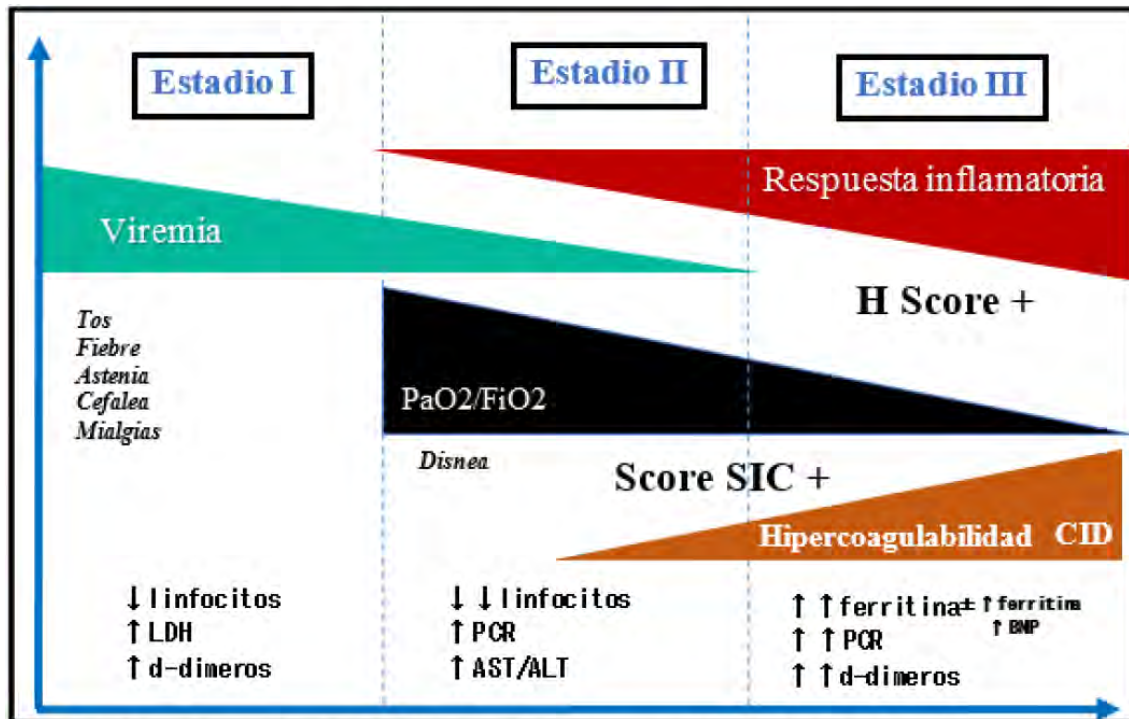 Estadio I
Estadio II
Estadio III
Respuesta inflamatoria
Viremia
H Score +
Tos
Fiebre
Astenia
Cefalea
Mialgias
PaO2/FiO2
Disnea
Score SIC +
Hipercoagulabilidad CID
↓ linfocitos
↑ LDH
↑ d-dimeros
↓ ↓ linfocitos
↑ PCR
↑ AST/ALT
↑ ↑ ferritina± ↑ ferritina
↑ BNP
↑ ↑ PCR
↑ ↑ d-dimeros